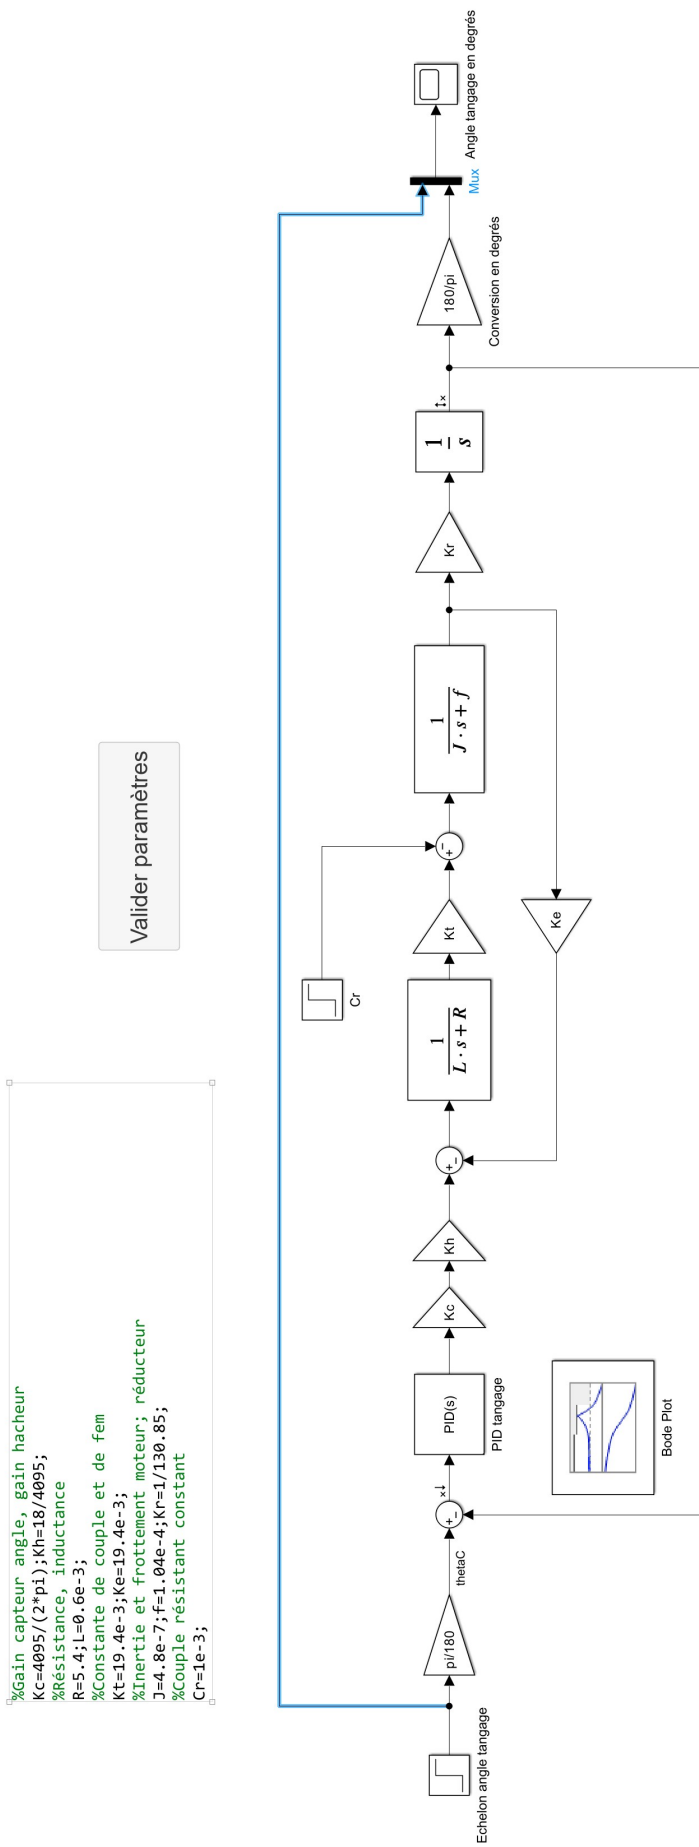 %Gain capteur angle, gain hacheur
Kc=4095/(2*pi);Kh=18/4095;
%Résistance, inductance
R=5.4;L=0.6e-3;
%Constante de couple et de fem
Kt=19.4e-3;Ke=19.4e-3;
%Inertie et frottement moteur; réducteur
J=4.8e-7;f=1.04e-4;Kr=1/130.85;
%Couple résistant constant
Cr=1e-3;
Valider paramètres
Echelon angle tangage
pi/180
thetaC
+-
PID(s)
PID tangage
Kc
Kh
+-
1
L·s+R
Kt
Cr
+-
1
J·s+f
Kr
1
s
180/pi
Conversion en degrés
Mux
Angle tangage en degrés
Ke
Bode Plot